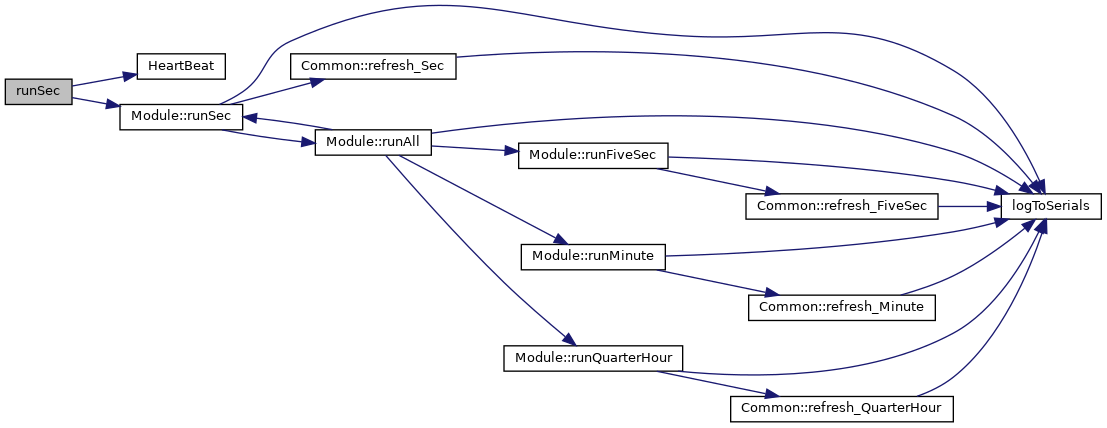 runSec
HeartBeat
Module::runSec
Common::refresh_Sec
Module::runAll
Module::runFiveSec
Common::refresh_FiveSec
logToSerials
Module::runMinute
Common::refresh_Minute
Module::runQuarterHour
Common::refresh_QuarterHour